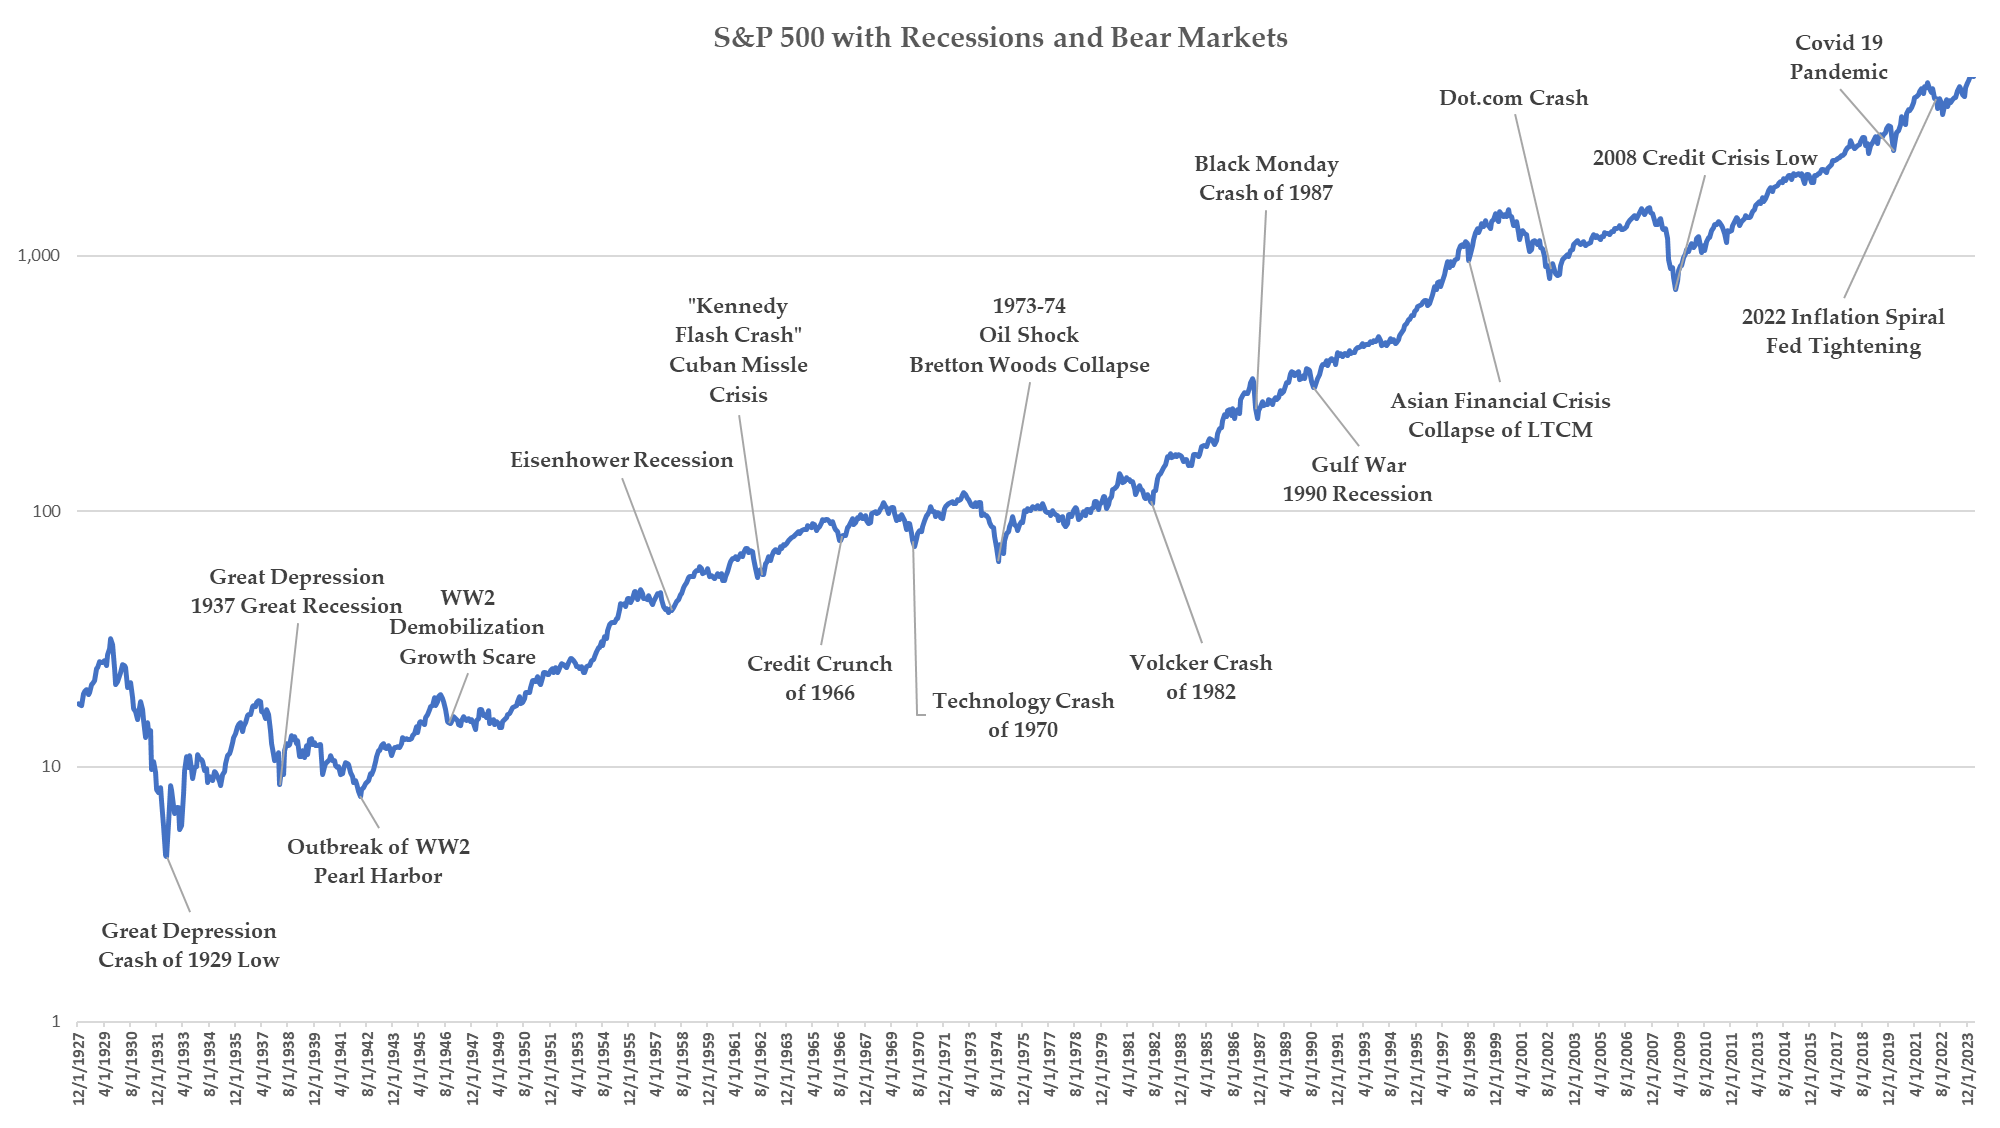 S&P 500 with Recessions and Bear Markets
Covid 19
Pandemic
Dot.com Crash
2008 Credit Crisis Low
Black Monday
Crash of 1987
1,000
"Kennedy
Flash Crash"
Cuban Missle
Crisis
1973-74
Oil Shock
Bretton Woods Collapse
2022 Inflation Spiral
Fed Tightening
Asian Financial Crisis
Collapse of LTCM
Eisenhower Recession
Gulf War
1990 Recession
100
Great Depression
1937 Great Recession
WW2
Demobilization
Growth Scare
Credit Crunch
of 1966
Volcker Crash
of 1982
Technology Crash
of 1970
10
Outbreak of WW2
Pearl Harbor
Great Depression
Crash of 1929 Low
1
12/1/1927
4/1/1929
8/1/1930
12/1/1931
4/1/1933
8/1/1934
12/1/1935
4/1/1937
8/1/1938
12/1/1939
4/1/1941
8/1/1942
12/1/1943
4/1/1945
8/1/1946
12/1/1947
4/1/1949
8/1/1950
12/1/1951
4/1/1953
8/1/1954
12/1/1955
4/1/1957
8/1/1958
12/1/1959
4/1/1961
8/1/1962
12/1/1963
4/1/1965
8/1/1966
12/1/1967
4/1/1969
8/1/1970
12/1/1971
4/1/1973
8/1/1974
12/1/1975
4/1/1977
8/1/1978
12/1/1979
4/1/1981
8/1/1982
12/1/1983
4/1/1985
8/1/1986
12/1/1987
4/1/1989
8/1/1990
12/1/1991
4/1/1993
8/1/1994
12/1/1995
4/1/1997
8/1/1998
12/1/1999
4/1/2001
8/1/2002
12/1/2003
4/1/2005
8/1/2006
12/1/2007
4/1/2009
8/1/2010
12/1/2011
4/1/2013
8/1/2014
12/1/2015
4/1/2017
8/1/2018
12/1/2019
4/1/2021
8/1/2022
12/1/2023